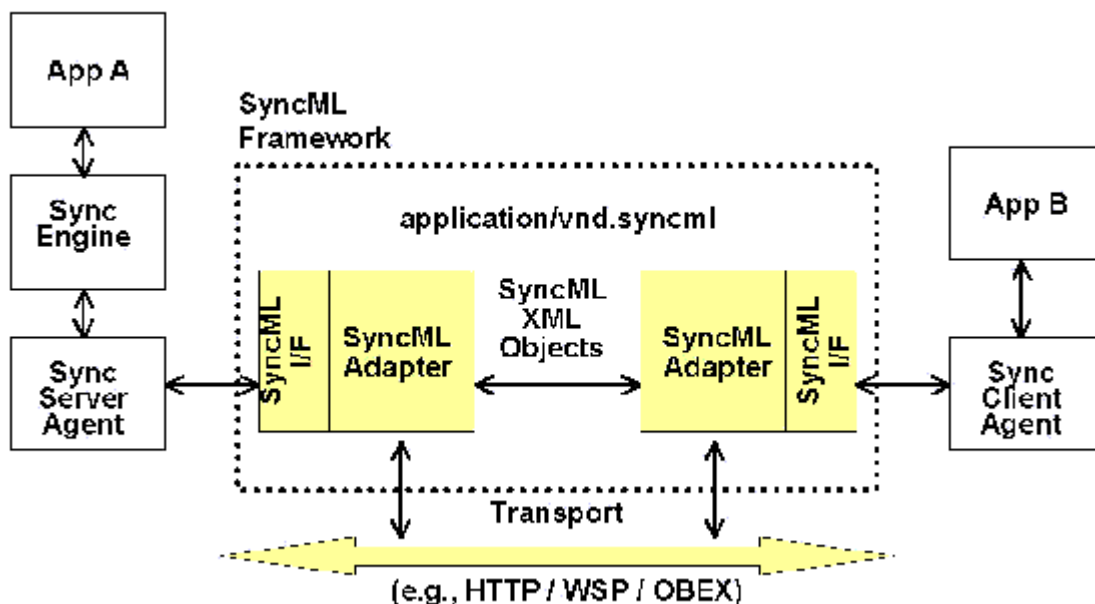 App A
SyncML
Framework
Sync
Engine
application/vnd.syncml
App B
SyncML
I/F
SyncML
Adapter
SyncML
XML
Objects
SyncML
Adapter
SyncML
I/F
Sync
Server
Agent
Sync
Client
Agent
Transport
(e.g., HTTP / WSP / OBEX)